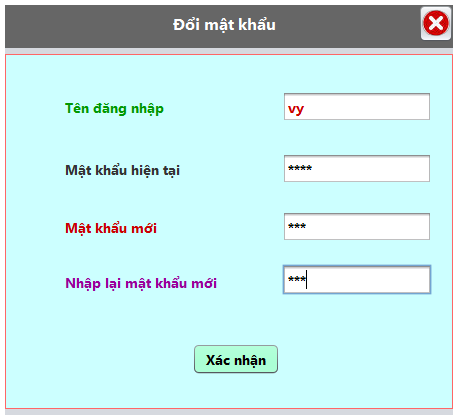 Đổi mật khẩu
Tên đăng nhập vy
Mật khẩu hiện tại ****
Mật khẩu mới ***
Nhập lại mật khẩu mới ***
Xác nhận